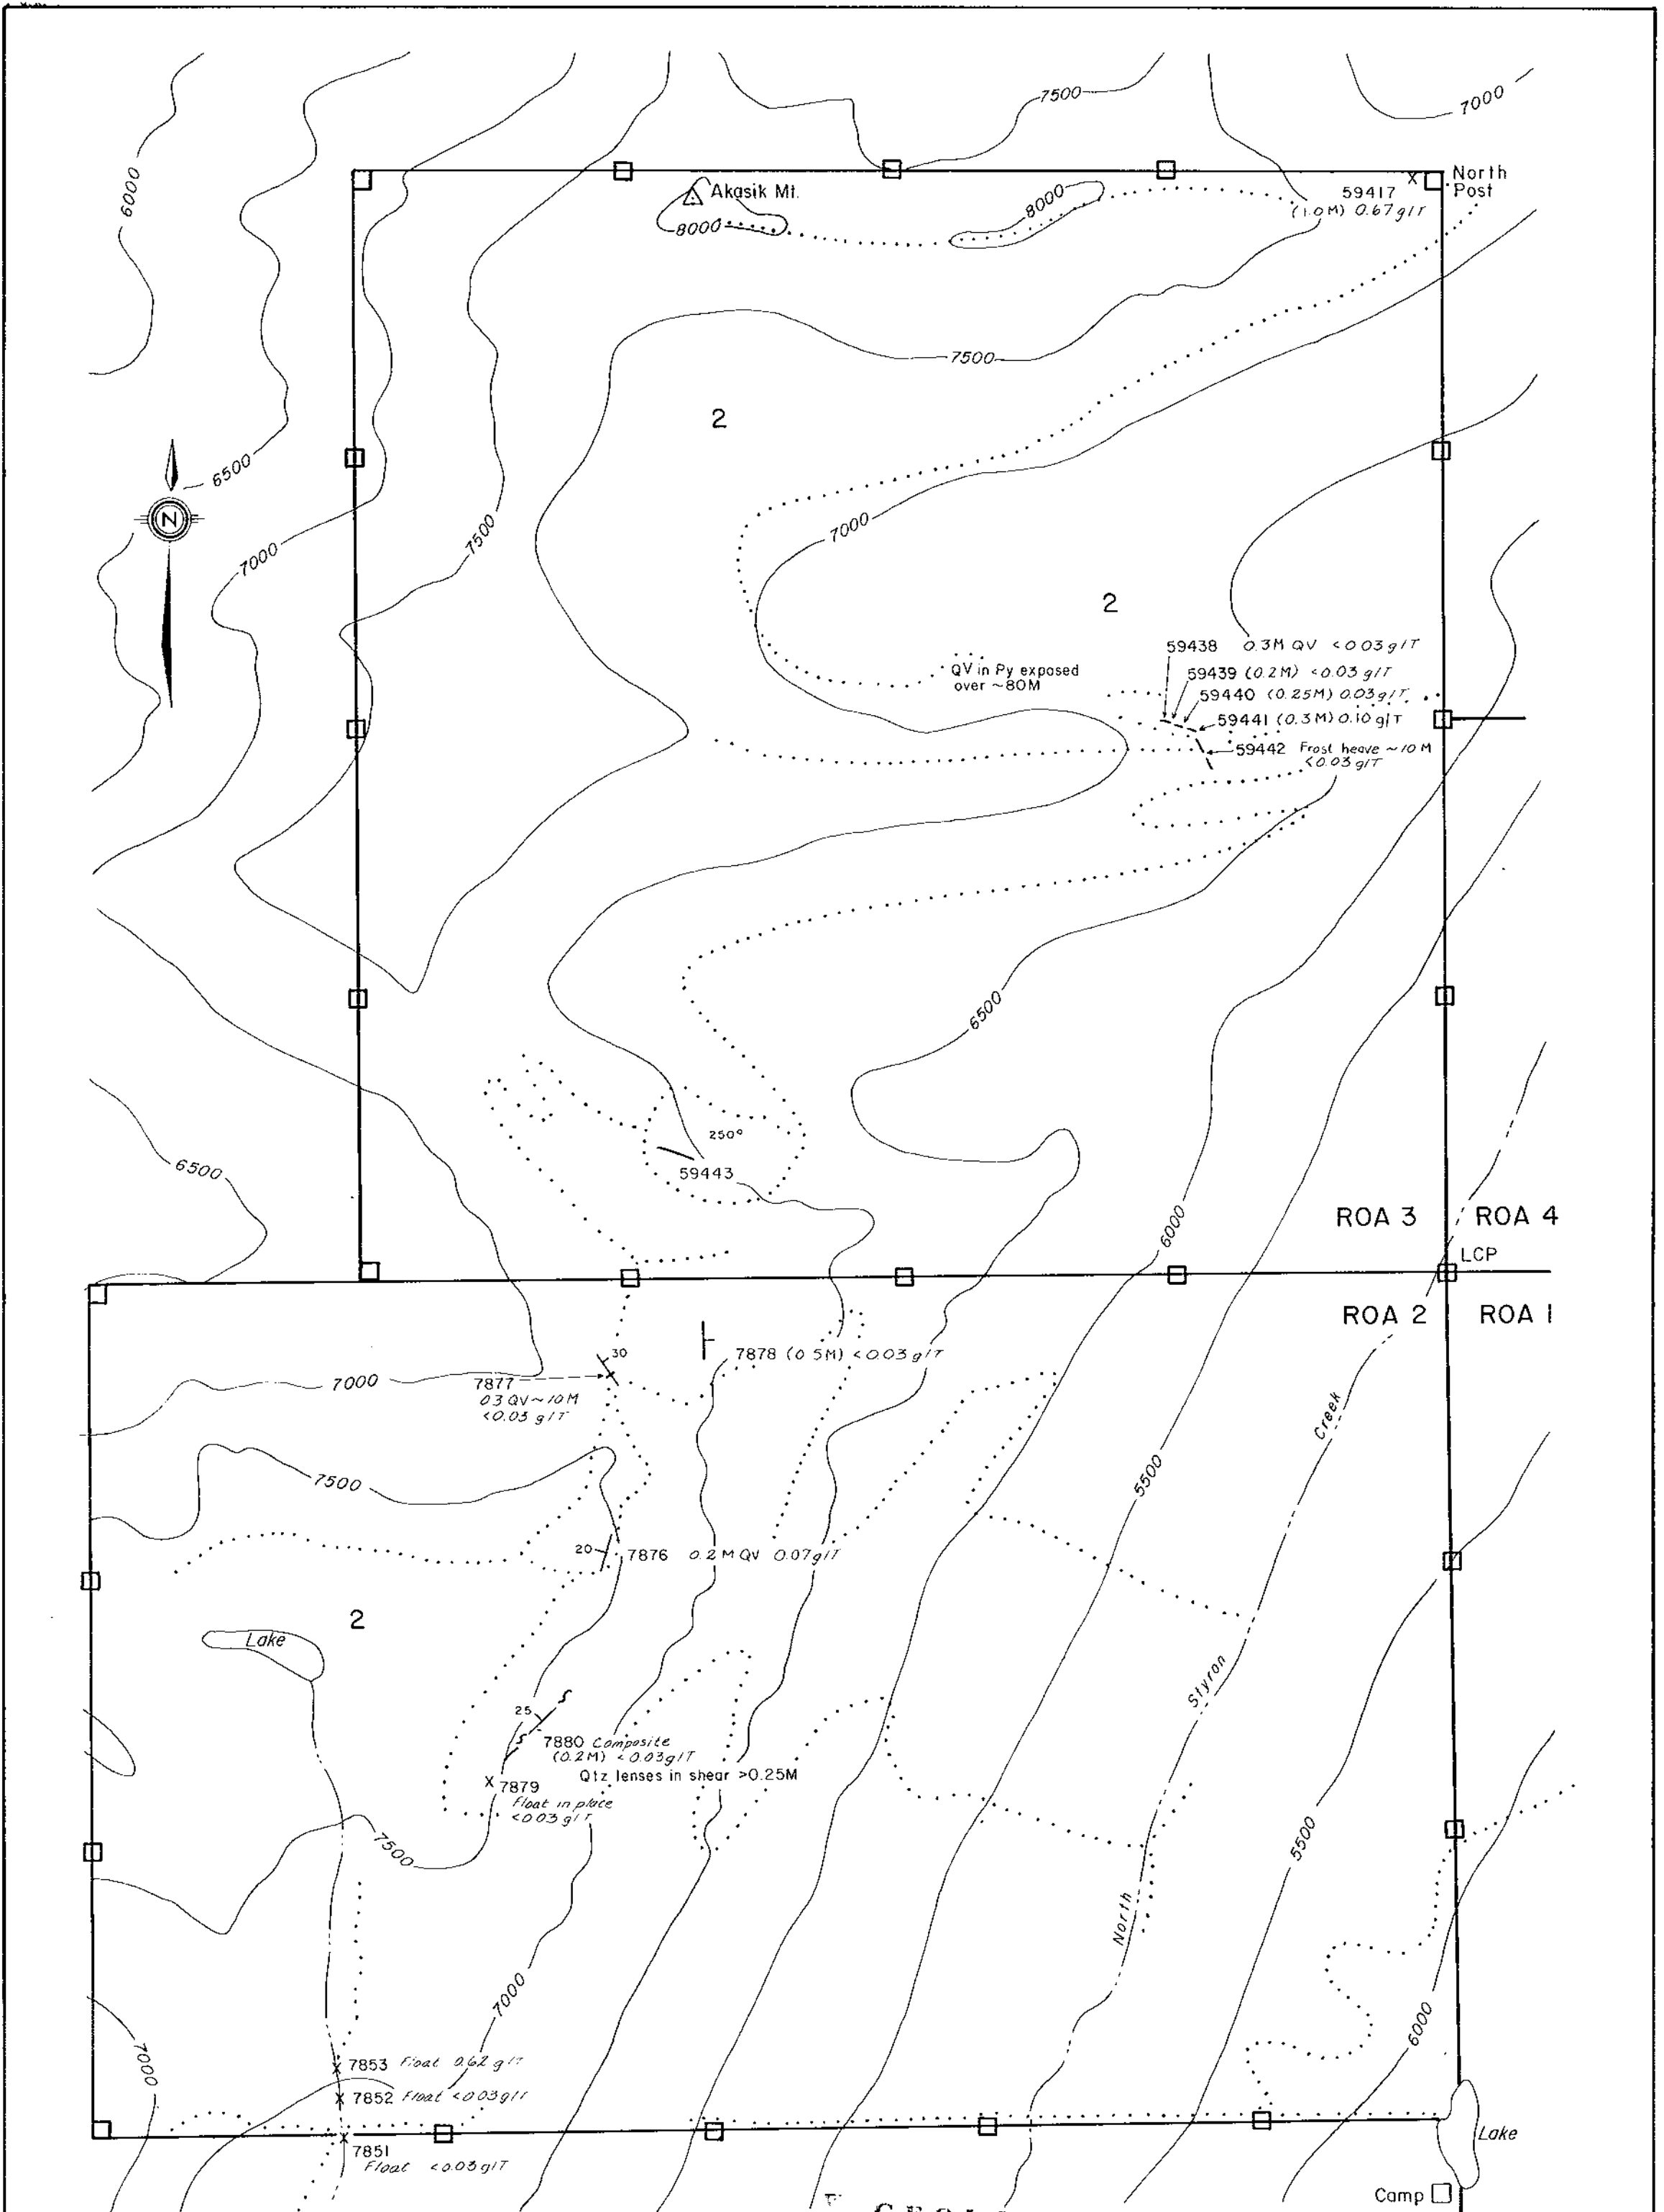 7500
7000
6000
North
Post
59417
(1.0M) 0.67 g/T
Akasik Mt.
8000
8000
7500
2
6500
N
7000
7500
7000
2
59438 0.3M QV <0.03 g/T
59439 (0.2M) <0.03 g/T
59440 (0.25M) 0.03 g/T
59441 (0.3M) 0.10 g/T
59442 Frost heave ~10 M
<0.03 g/T
QV in Py exposed
over ~80M
6500
250°
59443
6500
6000
ROA 3
ROA 4
LCP
ROA 2
ROA 1
30
7878 (0.5M) <0.03 g/T
7000
7877
0.3 QV ~10 M
<0.03 g/T
Creek
7500
5500
20
7876 0.2 M QV 0.07 g/T
2
Lake
Styron
25
7880 Composite
(0.2M) <0.03 g/T
Qtz lenses in shear >0.25M
X 7879
Float in place
<0.03 g/T
7500
5500
North
7000
6000
7000
7853 Float 0.62 g/T
7852 Float <0.03 g/T
7851
Float <0.03 g/T
Lake
Camp